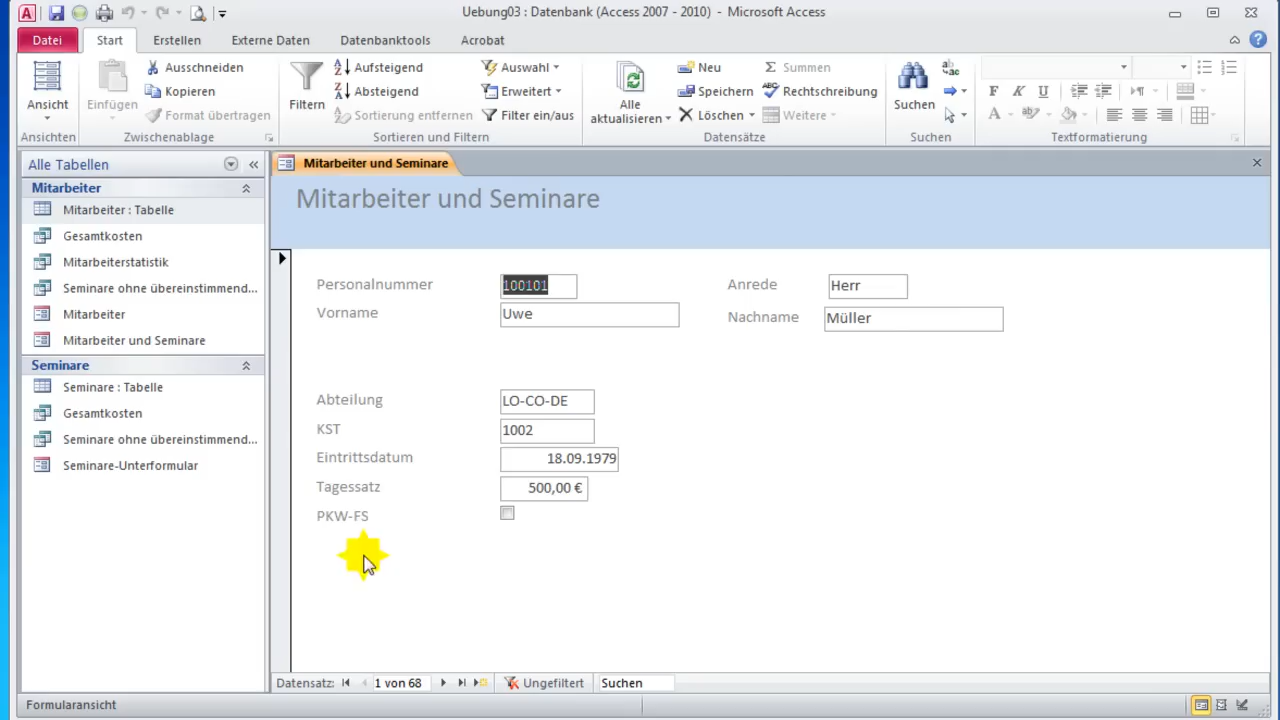 Uebung03 : Datenbank (Access 2007 - 2010) - Microsoft Access
Datei Start Erstellen Externe Daten Datenbanktools Acrobat
Ausschneiden Aufsteigend Auswahl Neu Summen
Ansicht Einfügen Kopieren Filtern Absteigend Erweitert Alle aktualisieren Speichern Rechtschreibung Suchen F K U
Format übertragen Sortierung entfernen Filter ein/aus Löschen Weitere A
Ansichten Zwischenablage Sortieren und Filtern Datensätze Suchen Textformatierung
Alle Tabellen
Mitarbeiter
Mitarbeiter : Tabelle
Gesamtkosten
Mitarbeiterstatistik
Seminare ohne übereinstimmend...
Mitarbeiter
Mitarbeiter und Seminare
Seminare
Seminare : Tabelle
Gesamtkosten
Seminare ohne übereinstimmend...
Seminare-Unterformular
Mitarbeiter und Seminare
Mitarbeiter und Seminare
Personalnummer 100101 Anrede Herr
Vorname Uwe Nachname Müller
Abteilung LO-CO-DE
KST 1002
Eintrittsdatum 18.09.1979
Tagessatz 500,00 €
PKW-FS
Datensatz: 1 von 68 Ungefiltert Suchen
Formularansicht